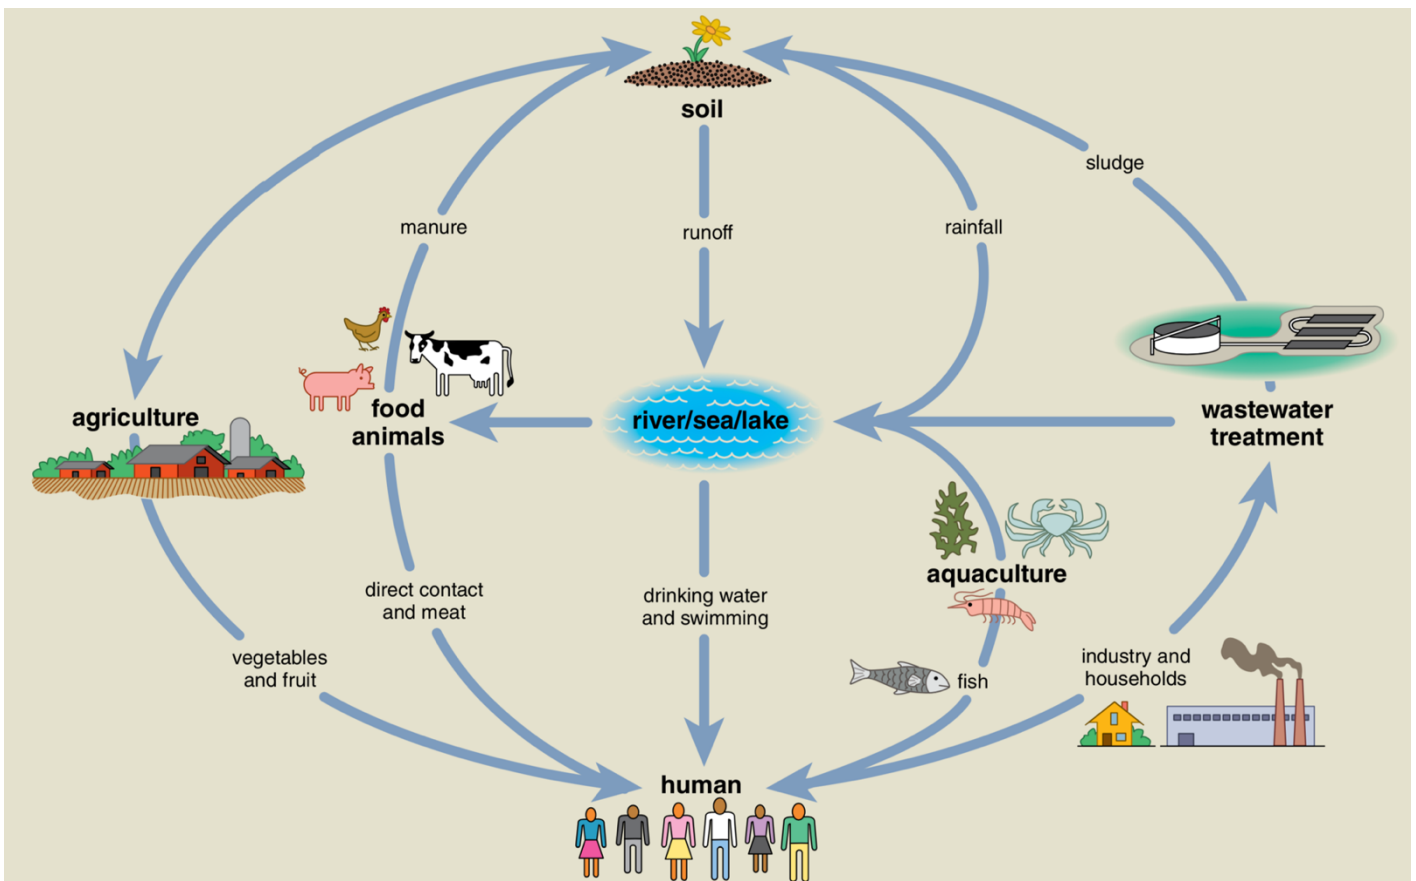 soil
sludge
manure
runoff
rainfall
agriculture
food
animals
river/sea/lake
wastewater
treatment
aquaculture
direct contact
and meat
drinking water
and swimming
vegetables
and fruit
fish
industry and
households
human